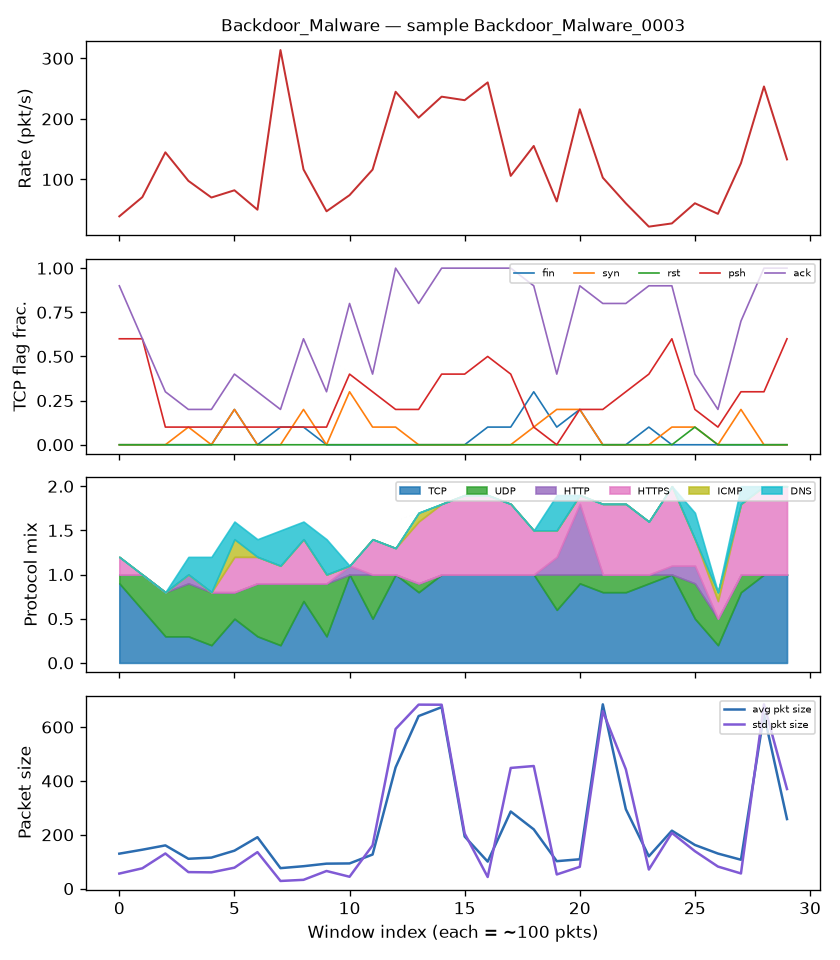 Backdoor_Malware — sample Backdoor_Malware_0003
Rate (pkt/s)
300
200
100
TCP flag frac.
1.00
0.75
0.50
0.25
0.00
fin syn rst psh ack
Protocol mix
2.0
1.5
1.0
0.5
0.0
TCP UDP HTTP HTTPS ICMP DNS
Packet size
600
400
200
0
avg pkt size
std pkt size
0 5 10 15 20 25 30
Window index (each = ~100 pkts)